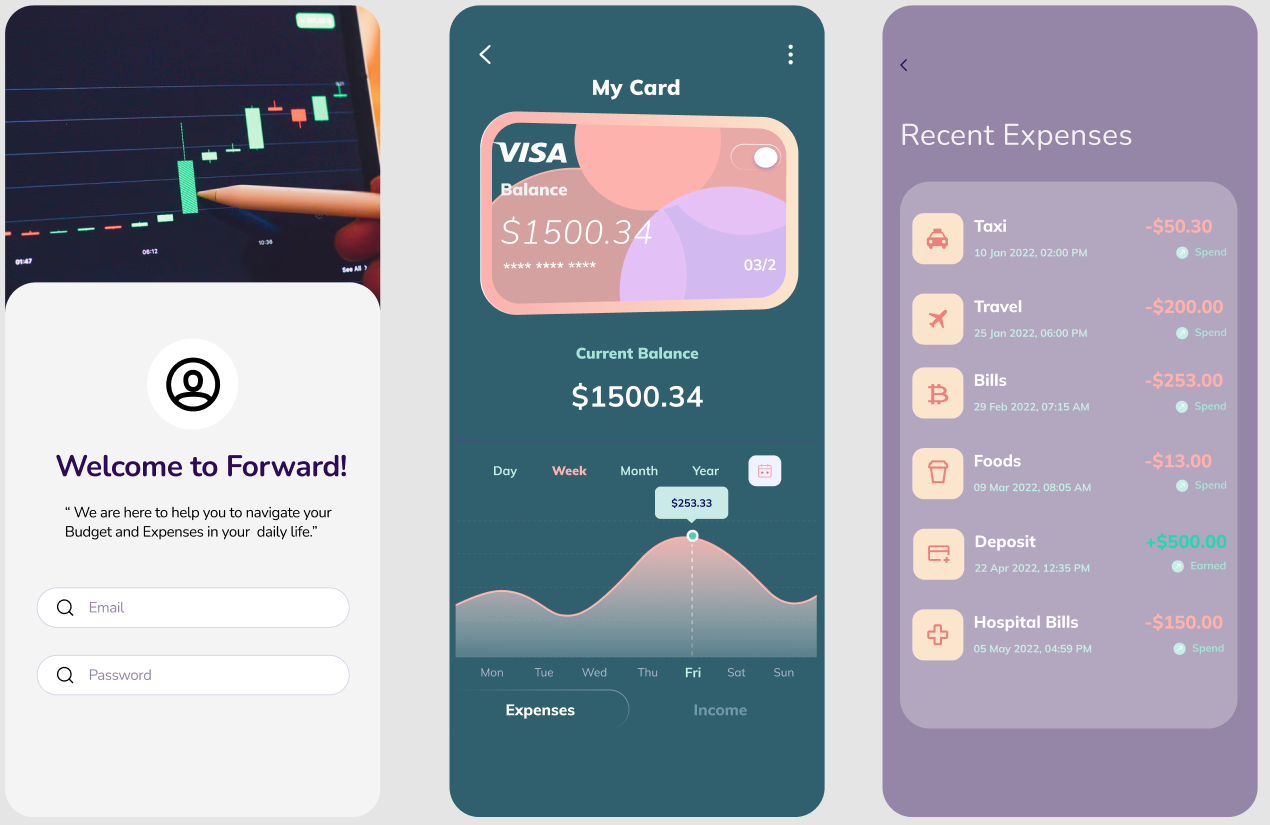 01:47
06:12
10:36
See All
Welcome to Forward!
“ We are here to help you to navigate your
Budget and Expenses in your daily life.”
Email
Password
My Card
VISA
Balance
$1500.34
**** **** ****
03/2
Current Balance
$1500.34
Day Week Month Year
$253.33
Mon Tue Wed Thu Fri Sat Sun
Expenses Income
Recent Expenses
Taxi -$50.30
10 Jan 2022, 02:00 PM Spend
Travel -$200.00
25 Jan 2022, 06:00 PM Spend
Bills -$253.00
29 Feb 2022, 07:15 AM Spend
Foods -$13.00
09 Mar 2022, 08:05 AM Spend
Deposit +$500.00
22 Apr 2022, 12:35 PM Earned
Hospital Bills -$150.00
05 May 2022, 04:59 PM Spend